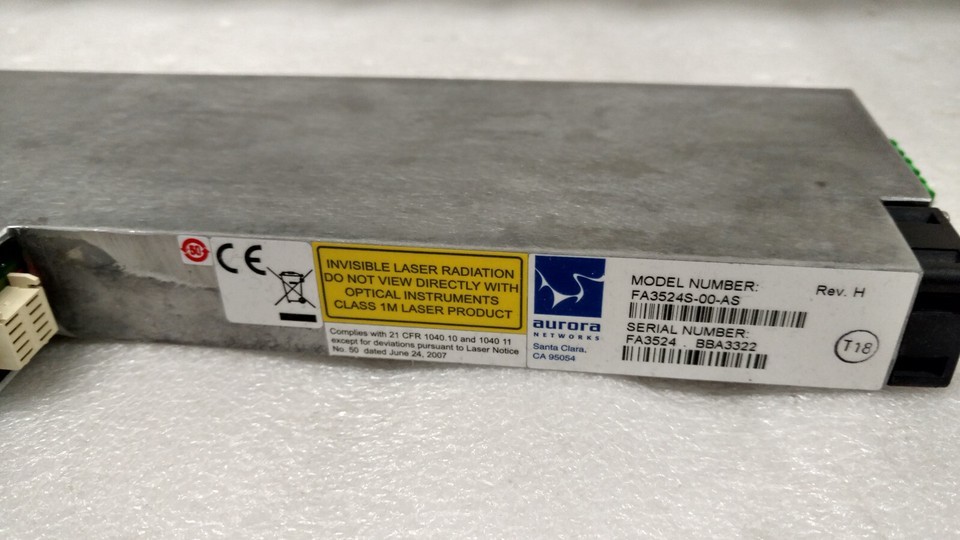 50
CE
INVISIBLE LASER RADIATION
DO NOT VIEW DIRECTLY WITH
OPTICAL INSTRUMENTS
CLASS 1M LASER PRODUCT
Complies with 21 CFR 1040.10 and 1040 11
except for deviations pursuant to Laser Notice
No. 50 dated June 24, 2007
aurora
NETWORKS
Santa Clara,
CA 95054
MODEL NUMBER:
FA3524S-00-AS
Rev. H
SERIAL NUMBER:
FA3524 . BBA3322
T18